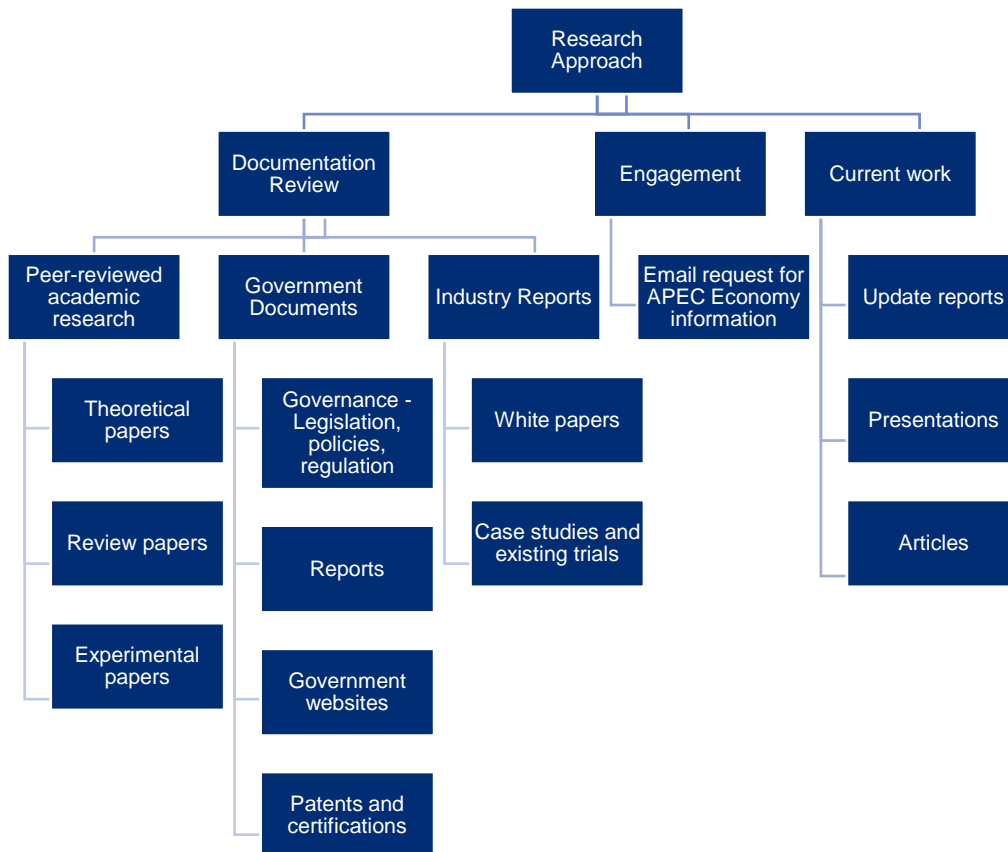 Research
Approach
Documentation
Review
Engagement
Current work
Peer-reviewed
academic
research
Government
Documents
Industry Reports
Email request for
APEC Economy
information
Update reports
Theoretical
papers
Governance -
Legislation,
policies,
regulation
White papers
Presentations
Review papers
Reports
Case studies and
existing trials
Articles
Experimental
papers
Government
websites
Patents and
certifications